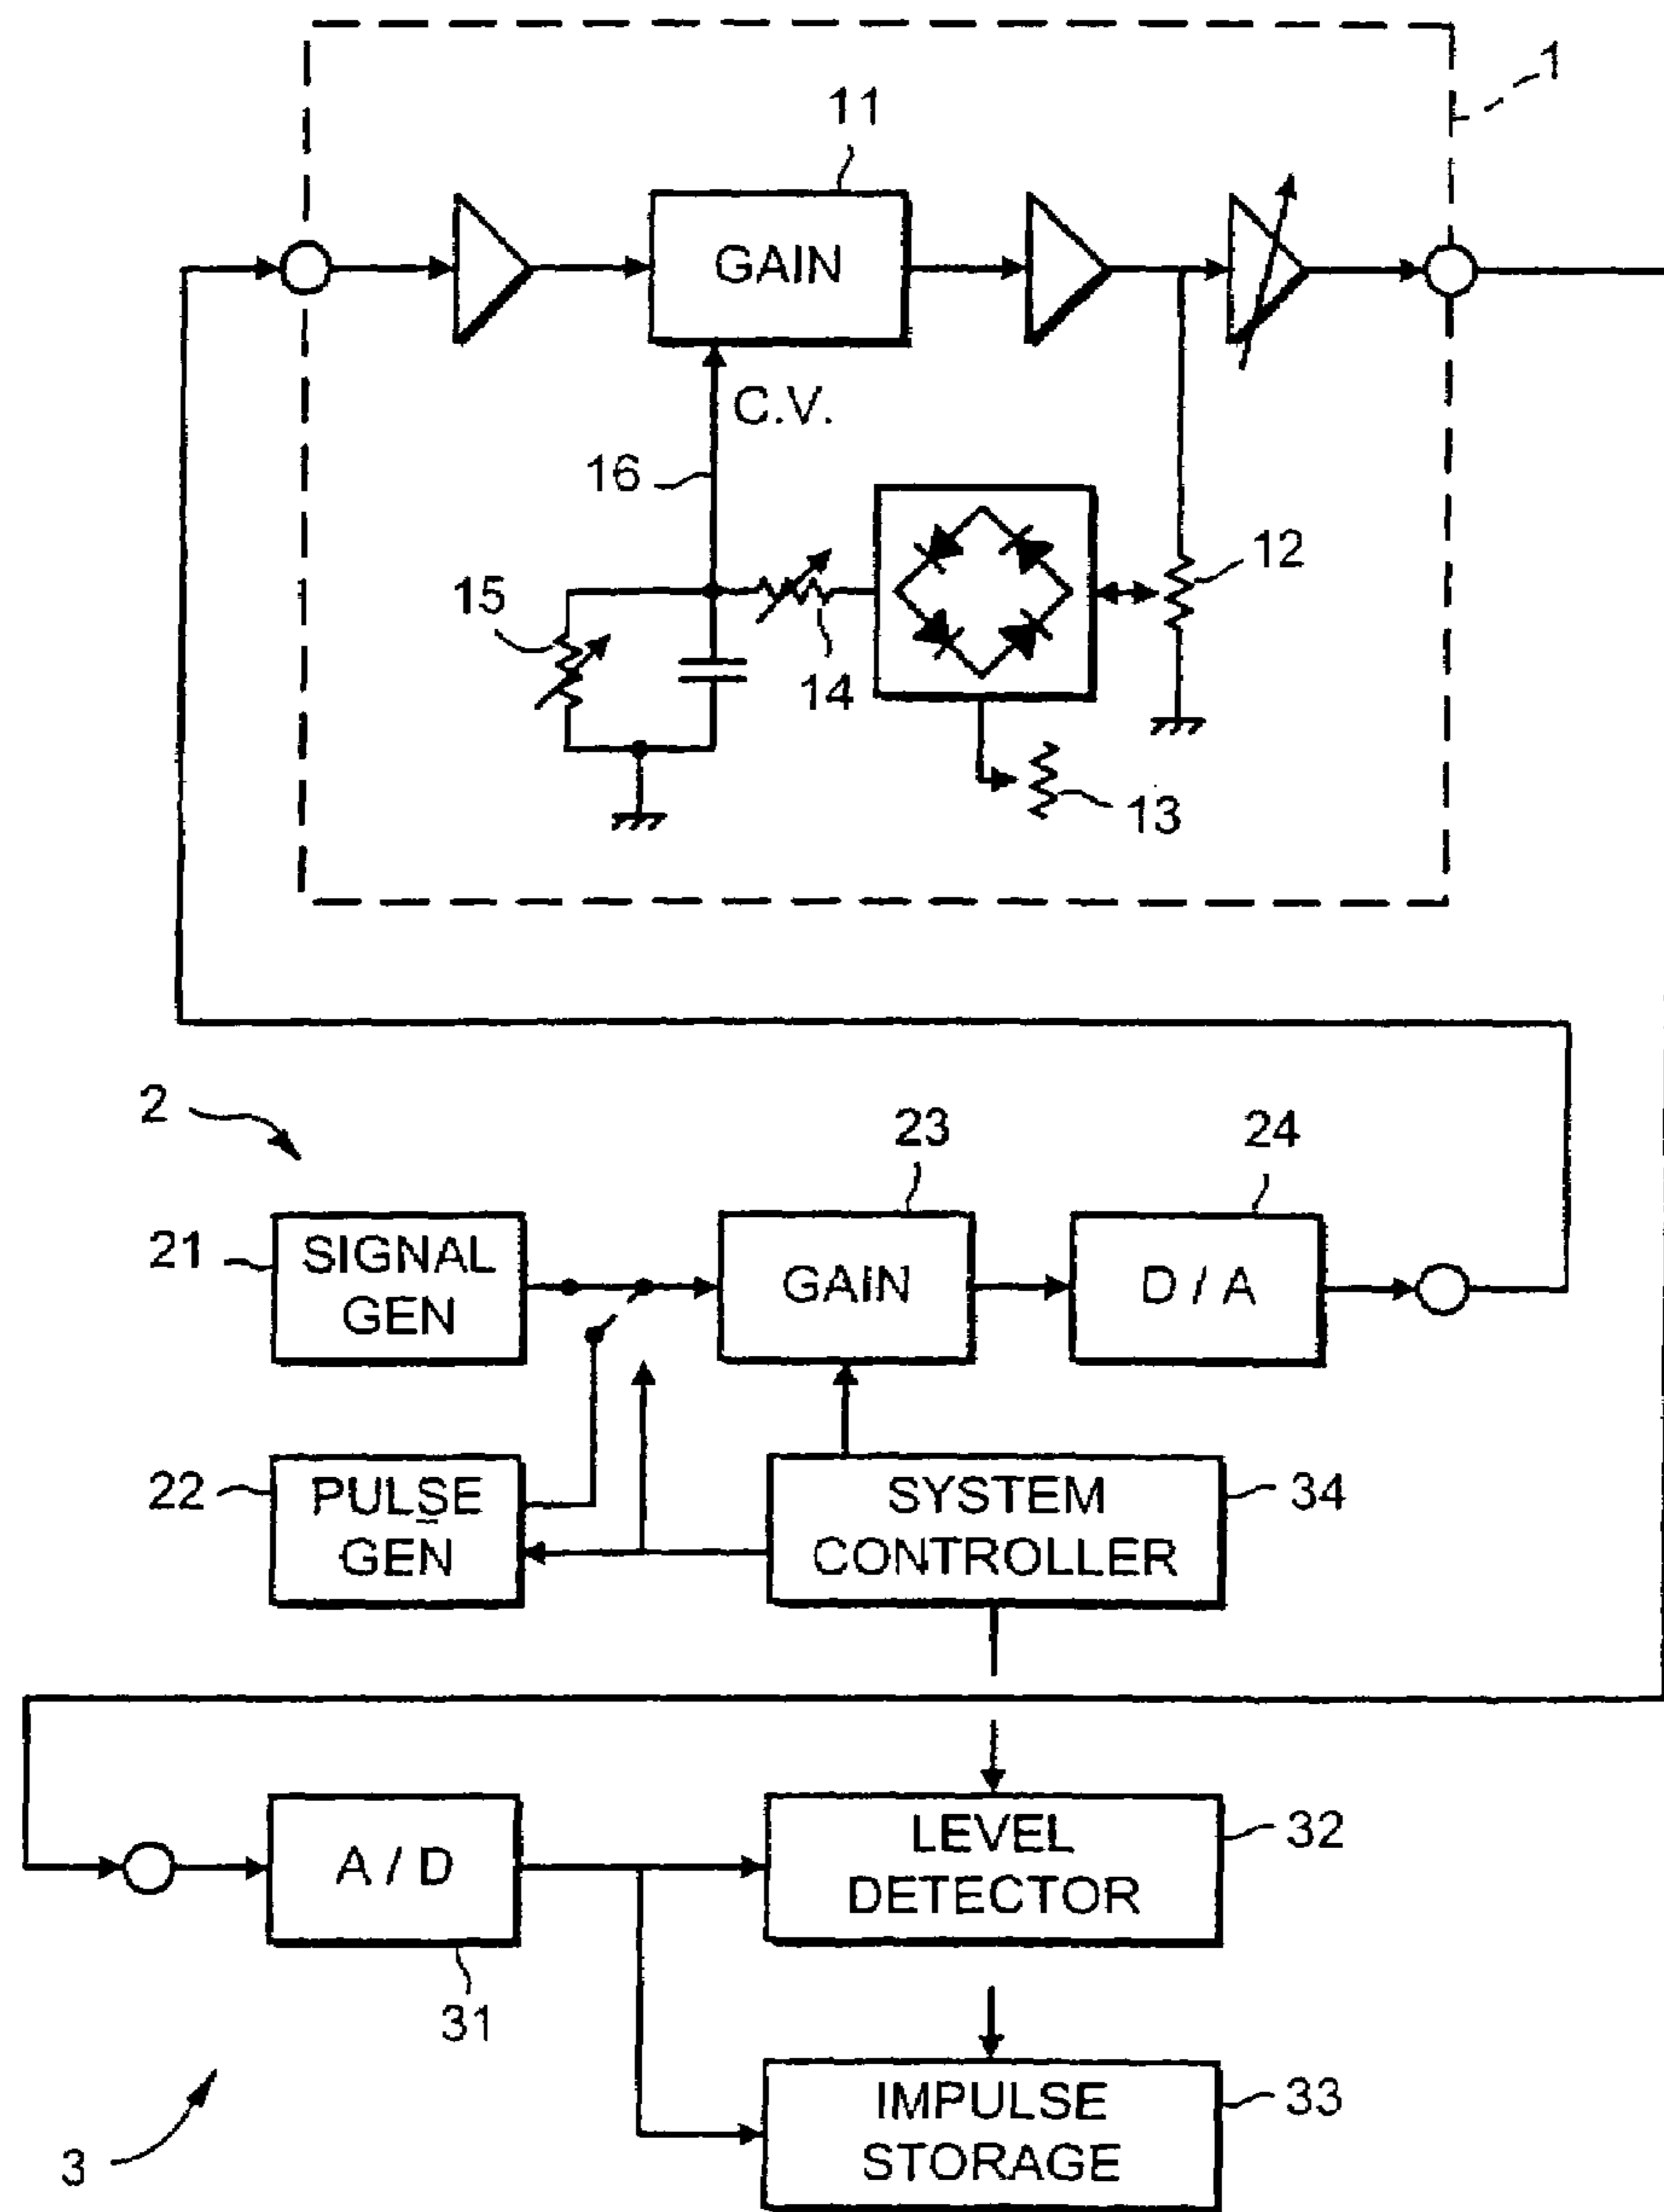 1
11
GAIN
C.V.
16
12
15
14
13
2
23
24
21
SIGNAL
GEN
GAIN
D / A
22
PULSE
GEN
SYSTEM
CONTROLLER
34
A / D
LEVEL
DETECTOR
32
31
IMPULSE
STORAGE
33
3